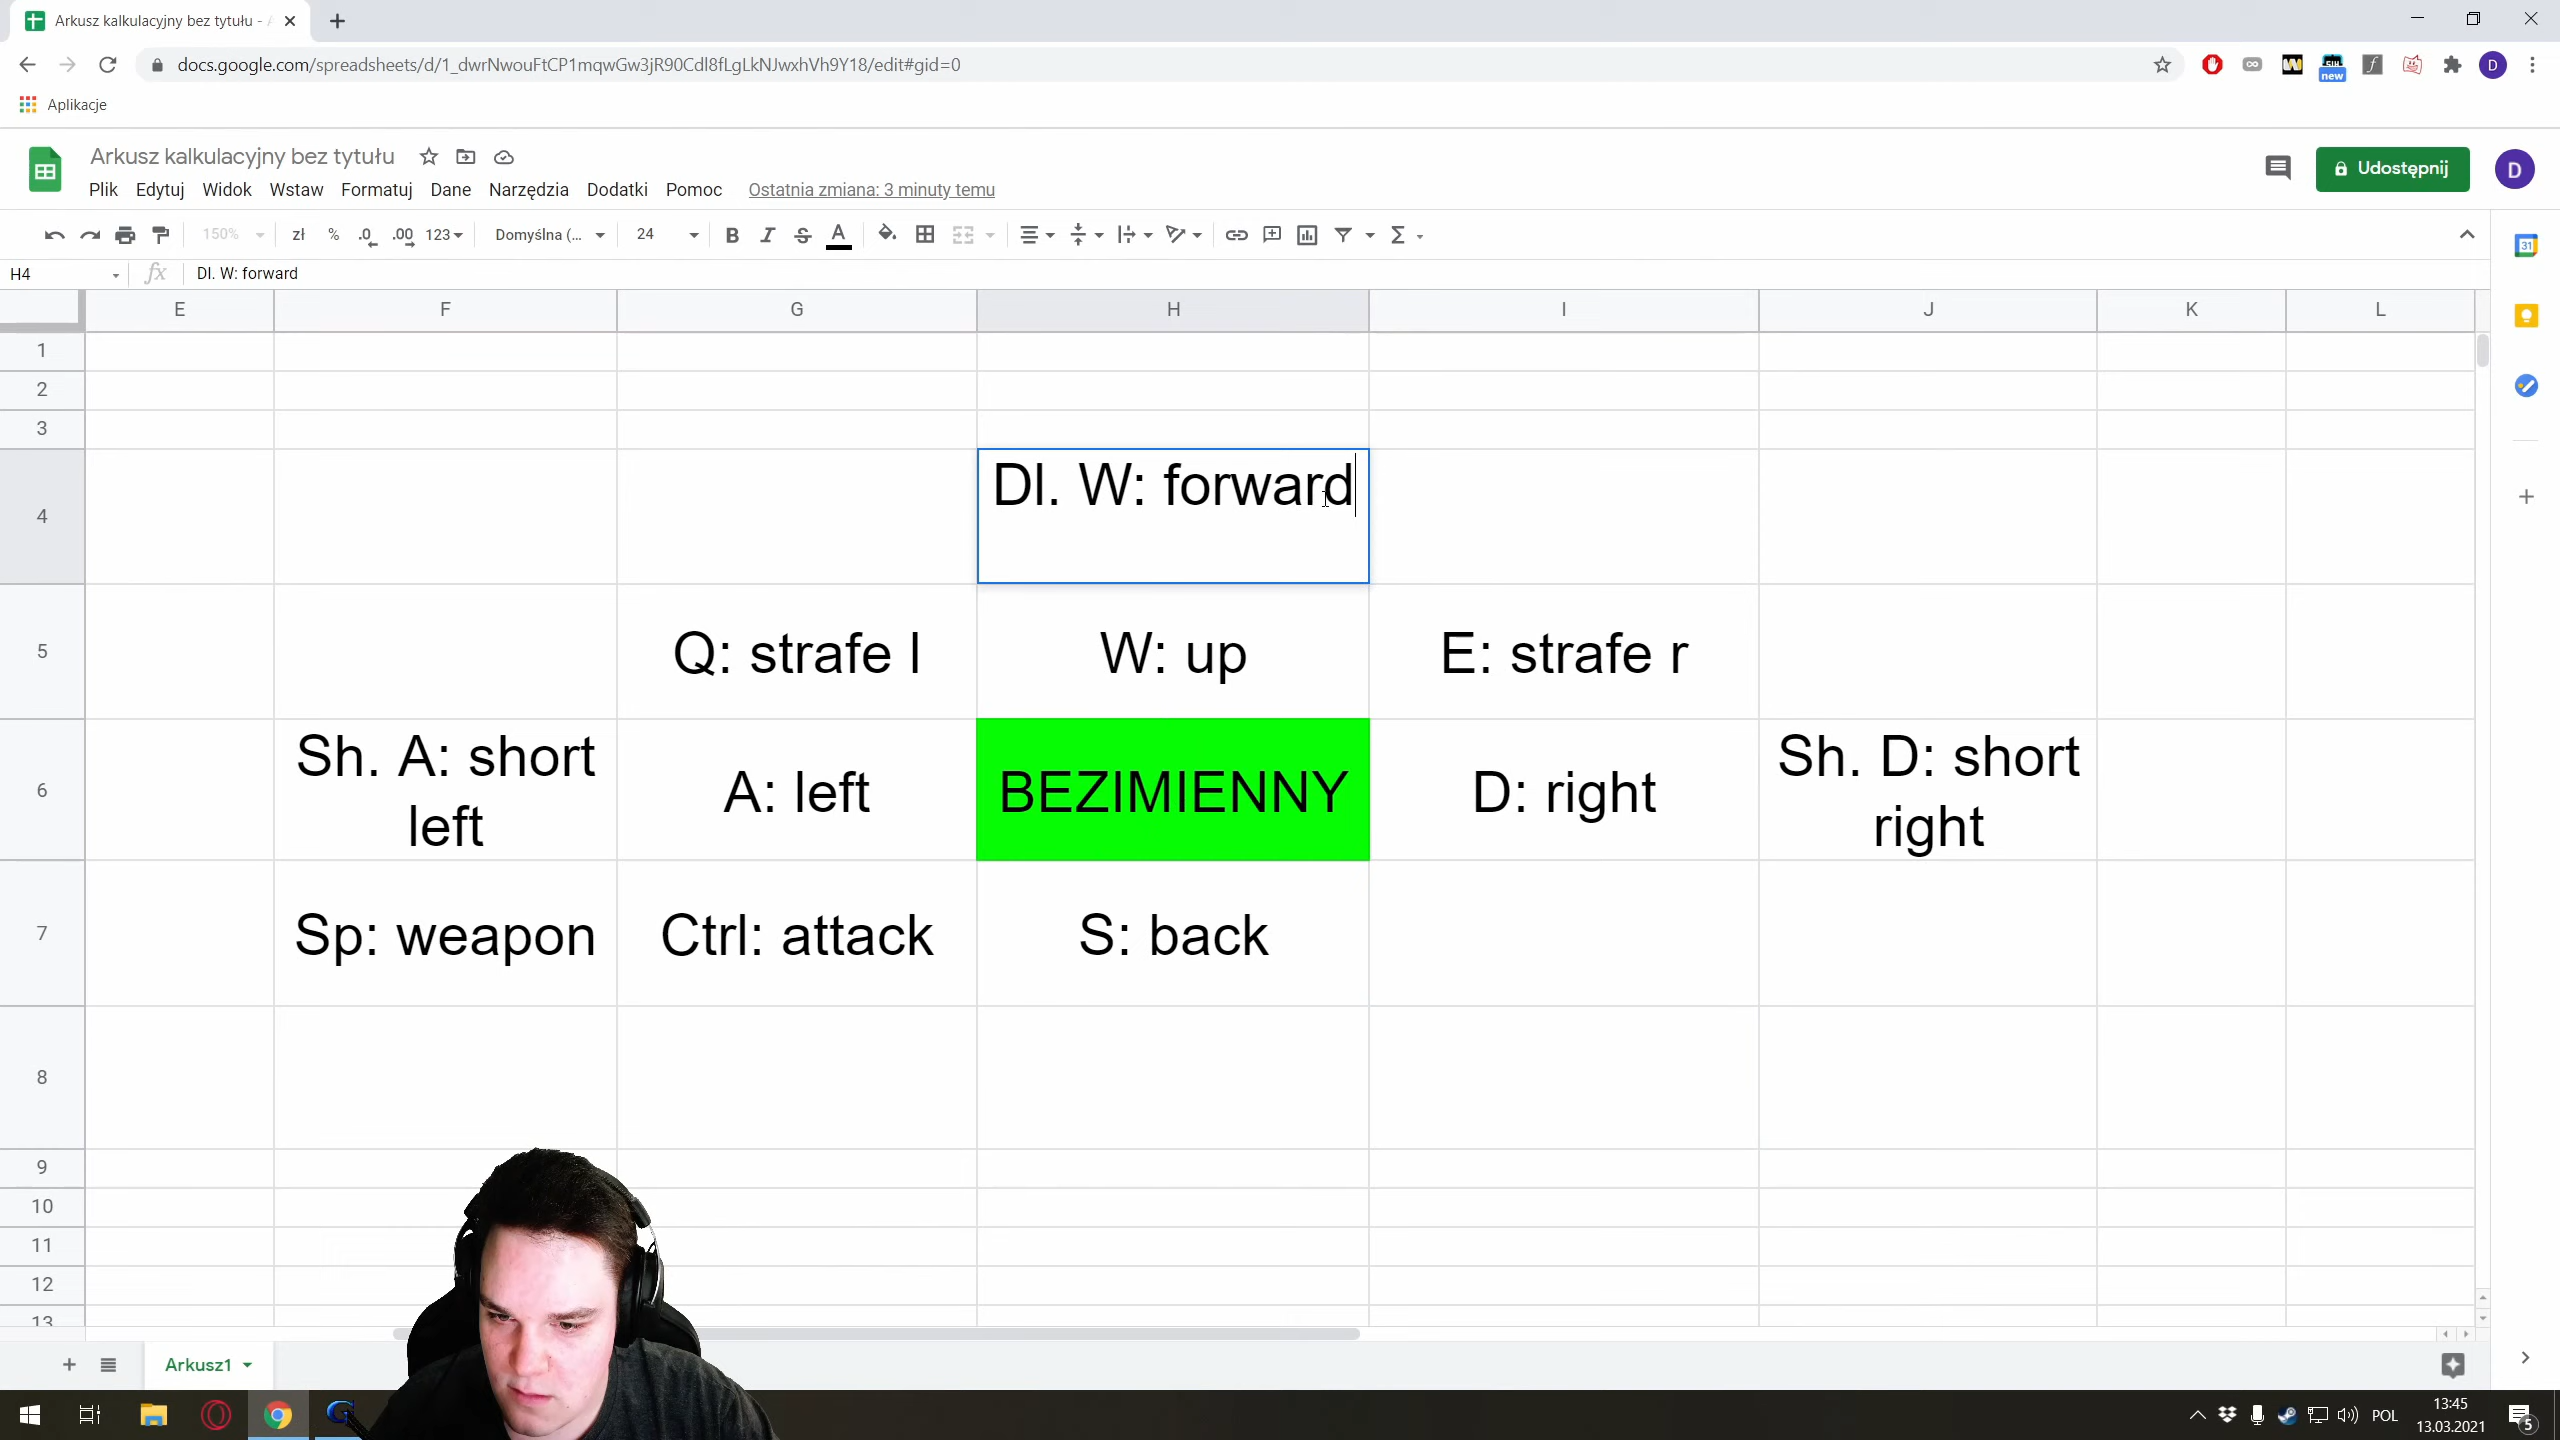 Arkusz kalkulacyjny bez tytułu - A
docs.google.com/spreadsheets/d/1_dwrNwouFtCP1mqwGw3jR90Cdl8fLgLkNJwxhVh9Y18/edit#gid=0
new
D
Aplikacje
Arkusz kalkulacyjny bez tytułu
Udostępnij
D
Plik Edytuj Widok Wstaw Formatuj Dane Narzędzia Dodatki Pomoc Ostatnia zmiana: 3 minuty temu
150% zł % .0 .00 123 Domyślna (... 24 B I S A
31
H4 fx Dl. W: forward
E F G H I J K L
1
2
3
4 Dl. W: forward
5 Q: strafe l W: up E: strafe r
6 Sh. A: short left A: left BEZIMIENNY D: right Sh. D: short right
7 Sp: weapon Ctrl: attack S: back
8
9
10
11
12
13
Arkusz1
POL
13:45
13.03.2021
5